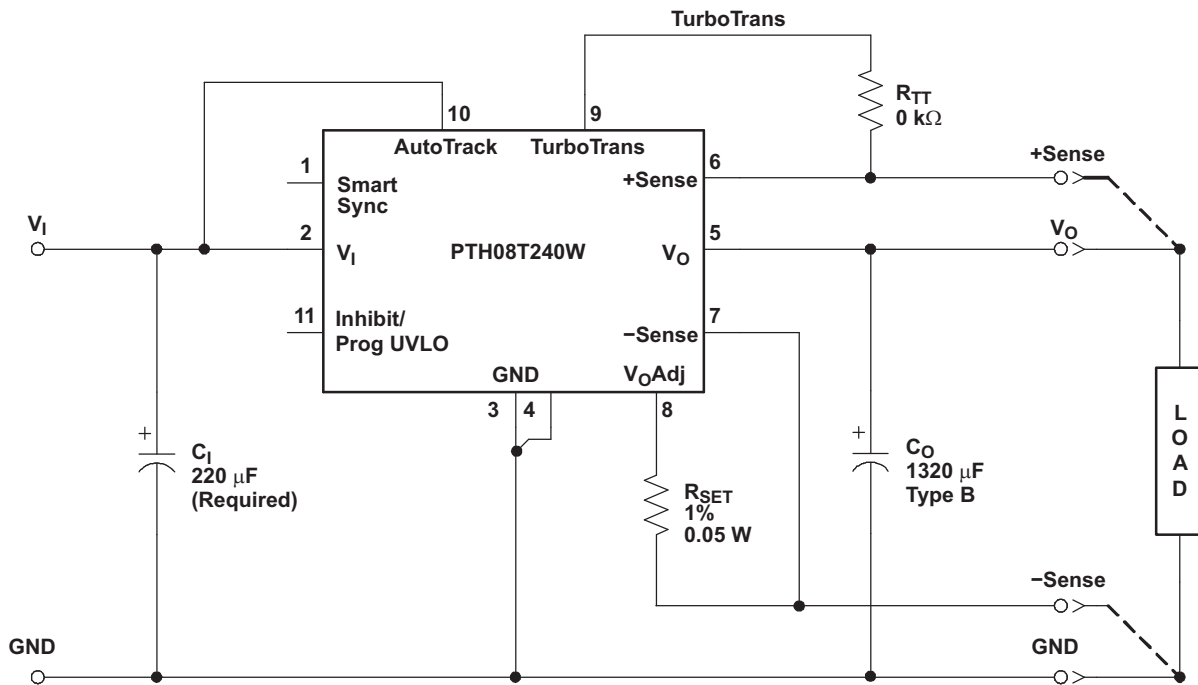 TurboTrans
R_TT
0 kΩ
10
9
AutoTrack
TurboTrans
1
Smart
Sync
6
+Sense
+Sense
V_I
2
V_I
PTH08T240W
5
V_O
V_O
11
Inhibit/
Prog UVLO
7
−Sense
GND
V_OAdj
3
4
8
+
C_I
220 μF
(Required)
R_SET
1%
0.05 W
+
C_O
1320 μF
Type B
L
O
A
D
−Sense
GND
GND